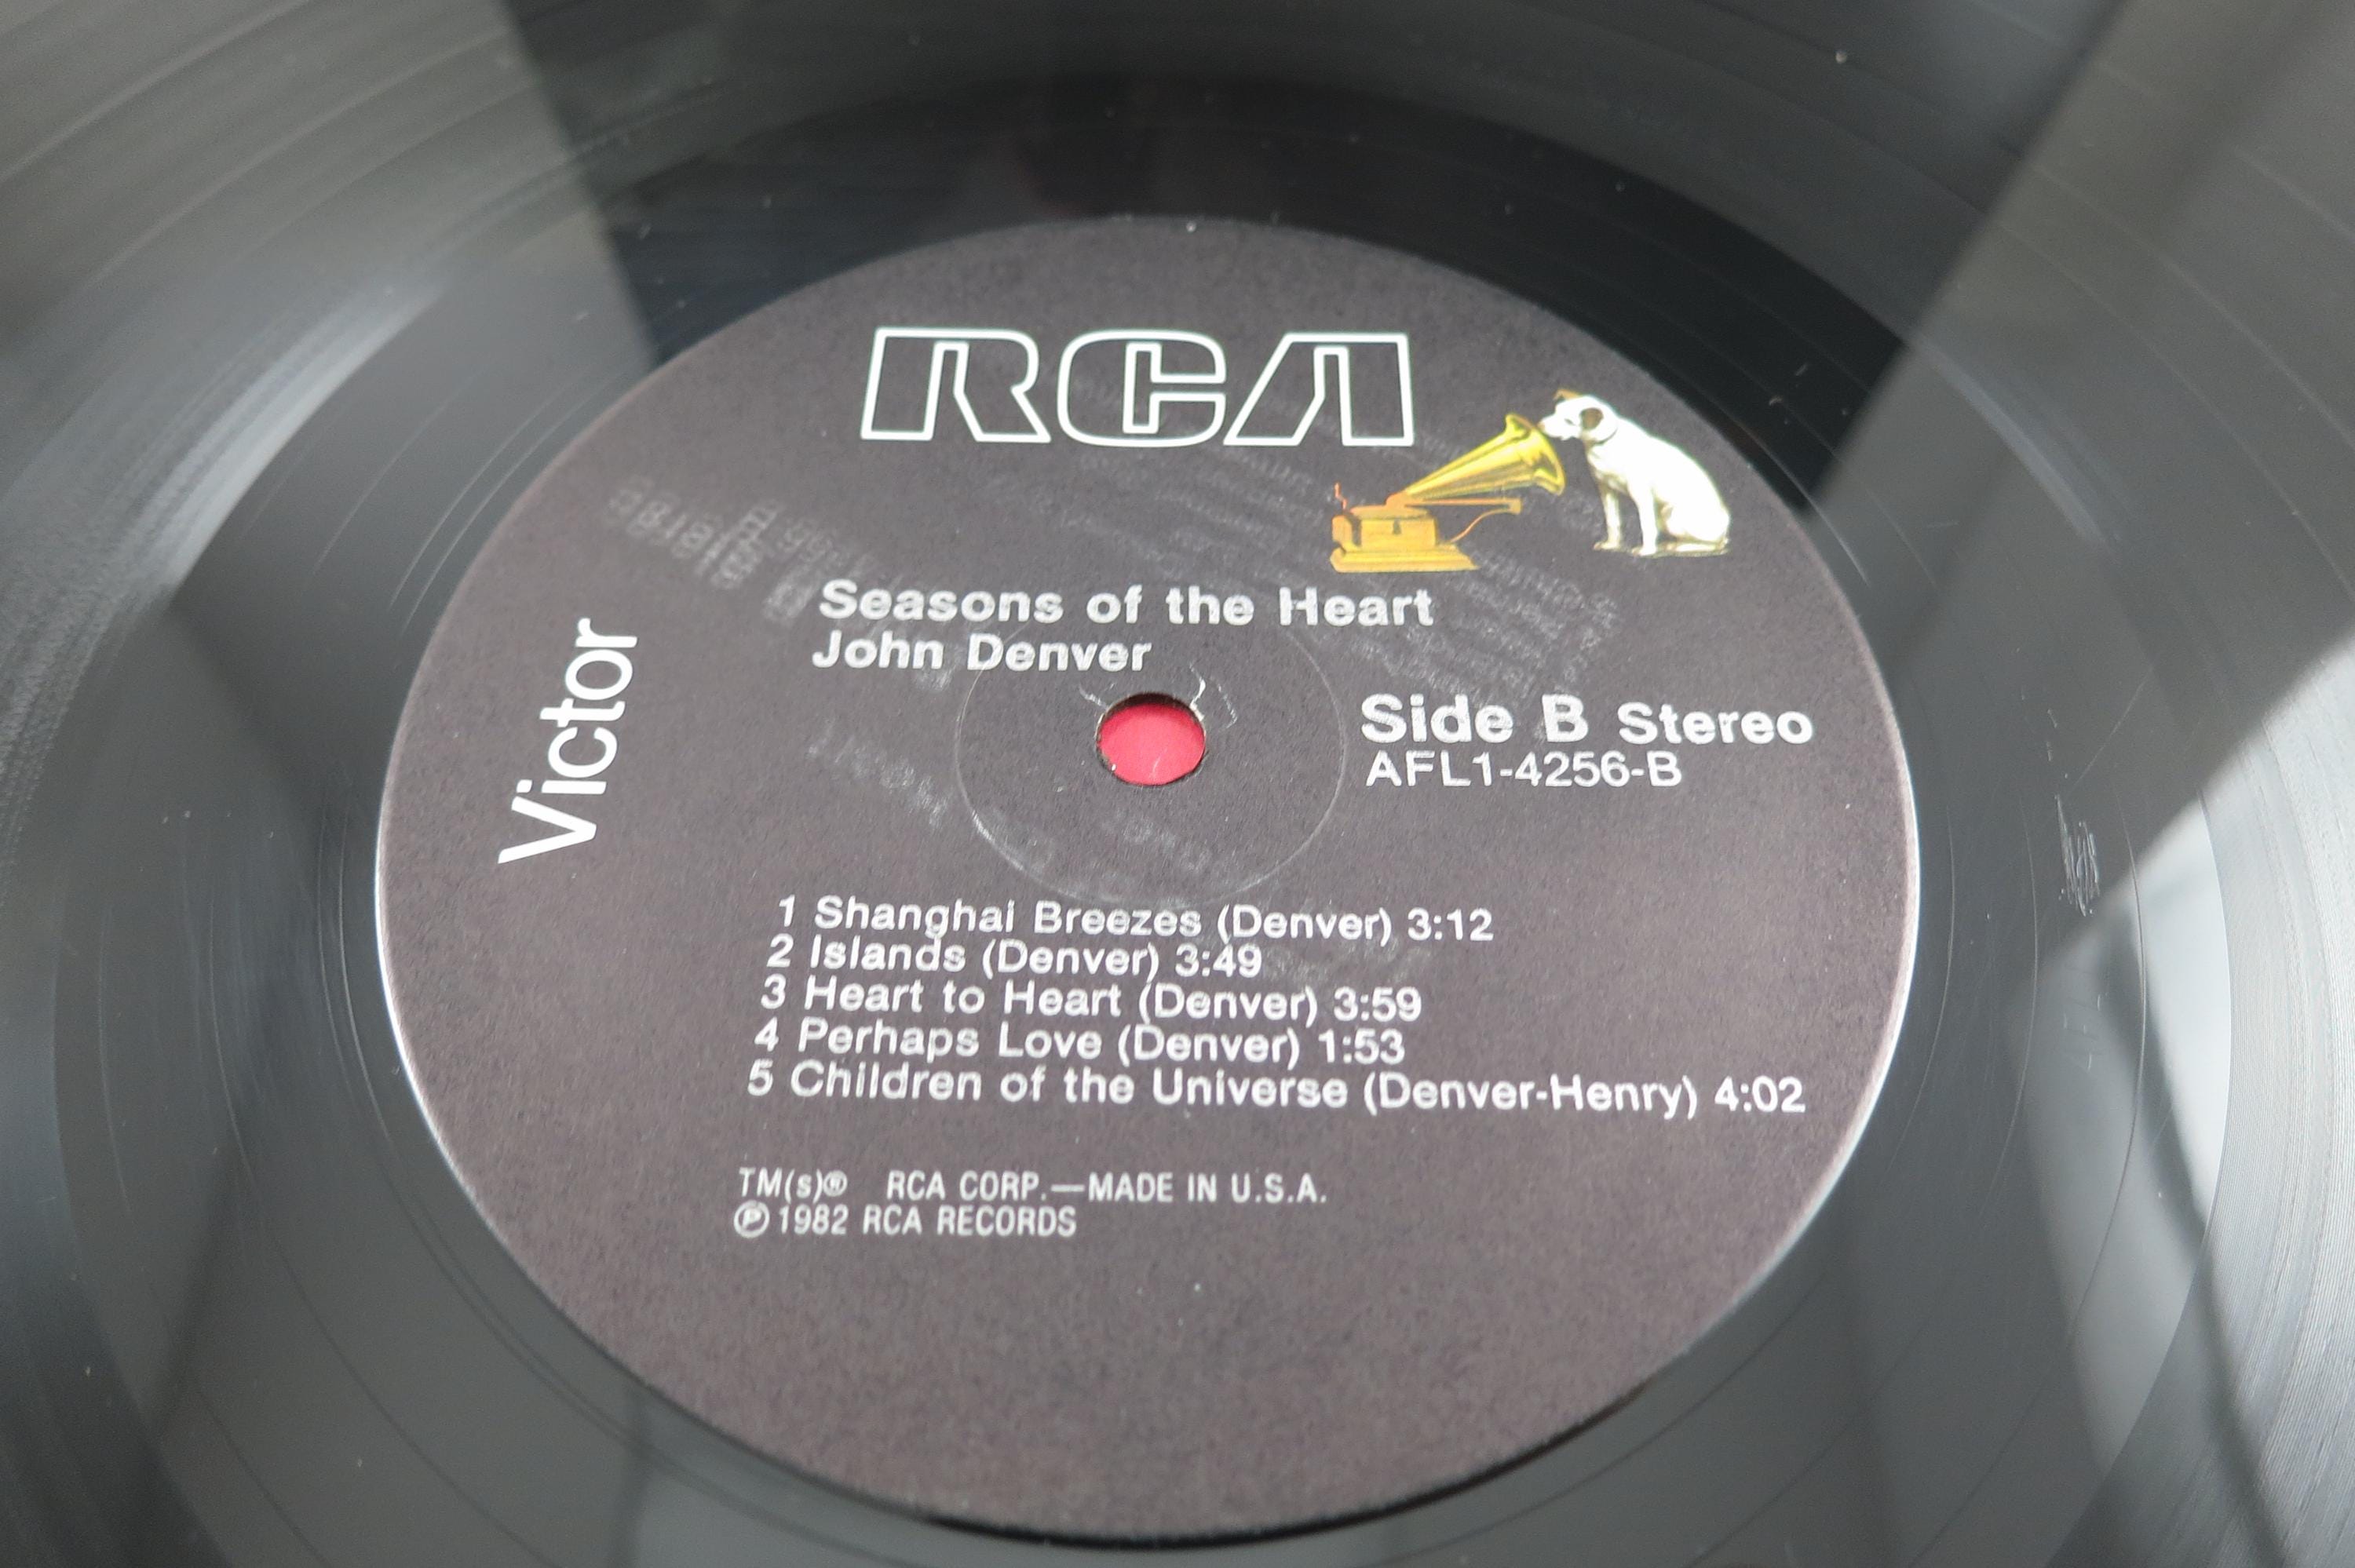 RCA
Victor
Seasons of the Heart
John Denver
Side B Stereo
AFL1-4256-B
1 Shanghai Breezes (Denver) 3:12
2 Islands (Denver) 3:49
3 Heart to Heart (Denver) 3:59
4 Perhaps Love (Denver) 1:53
5 Children of the Universe (Denver-Henry) 4:02
TM(s)® RCA CORP.—MADE IN U.S.A.
Ⓟ 1982 RCA RECORDS